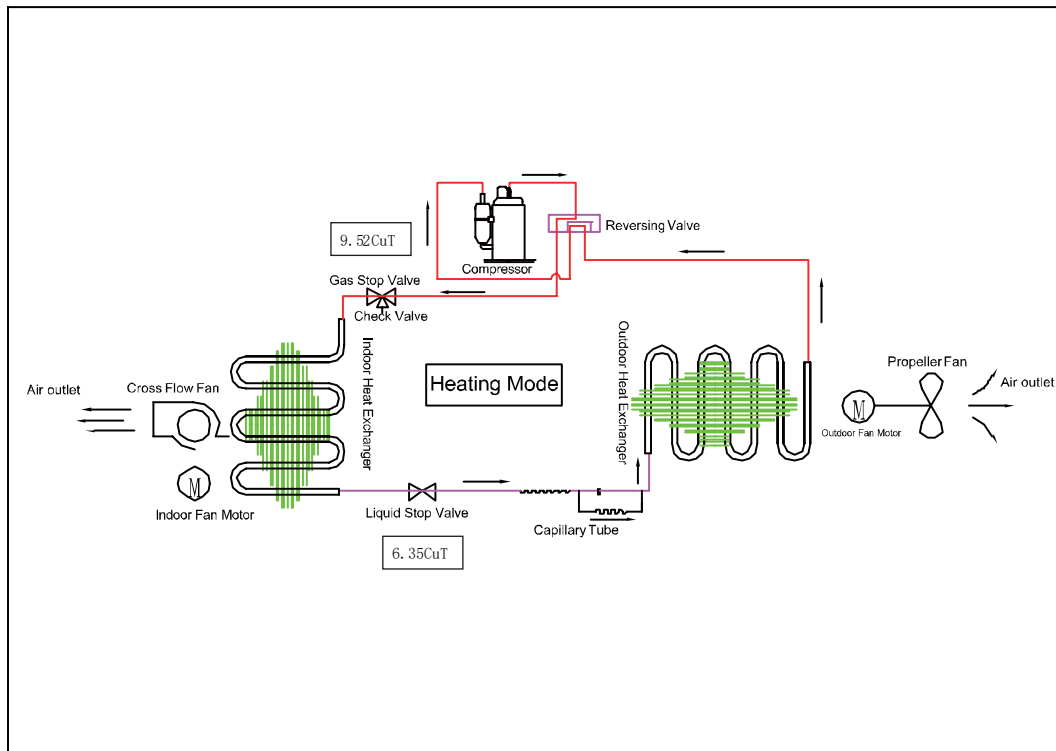 Reversing Valve
9.52CuT
Compressor
Gas Stop Valve
Check Valve
Indoor Heat Exchanger
Outdoor Heat Exchanger
Heating Mode
Propeller Fan
Air outlet
Cross Flow Fan
Air outlet
M
Outdoor Fan Motor
M
Indoor Fan Motor
Liquid Stop Valve
Capillary Tube
6.35CuT